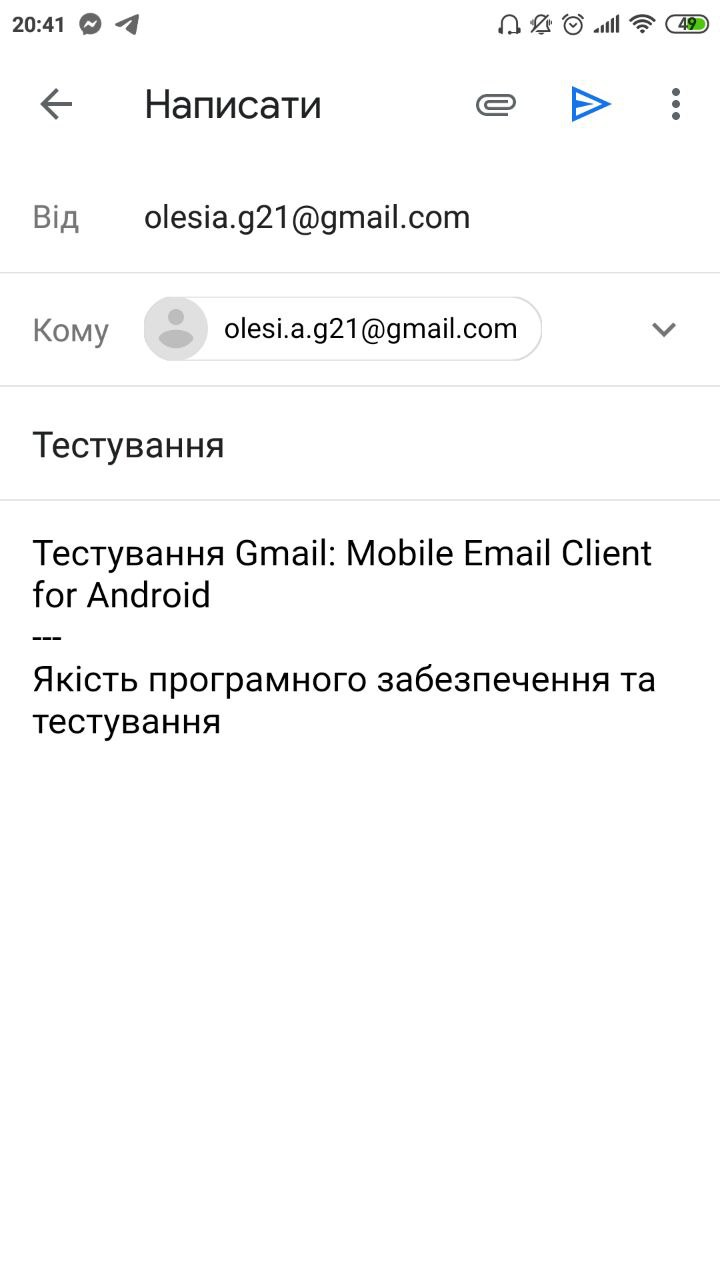 20:41
49
Написати
Від olesia.g21@gmail.com
Кому olesi.a.g21@gmail.com
Тестування
Тестування Gmail: Mobile Email Client
for Android
---
Якість програмного забезпечення та
тестування